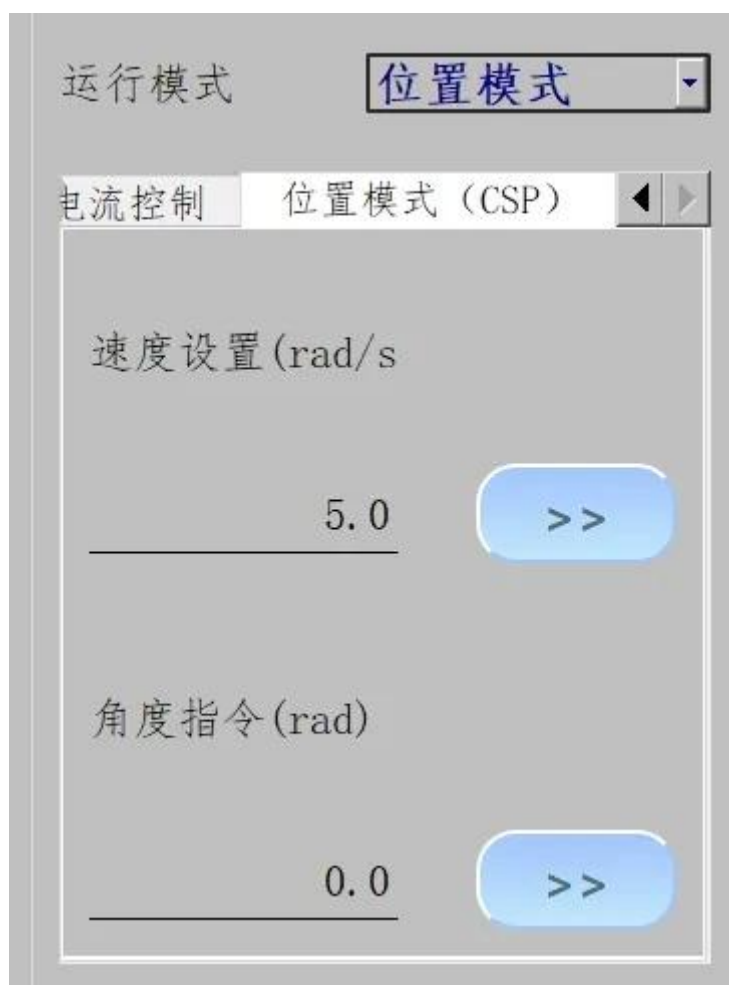 运行模式 位置模式
电流控制 位置模式（CSP）
速度设置(rad/s
5.0 >>
角度指令(rad)
0.0 >>